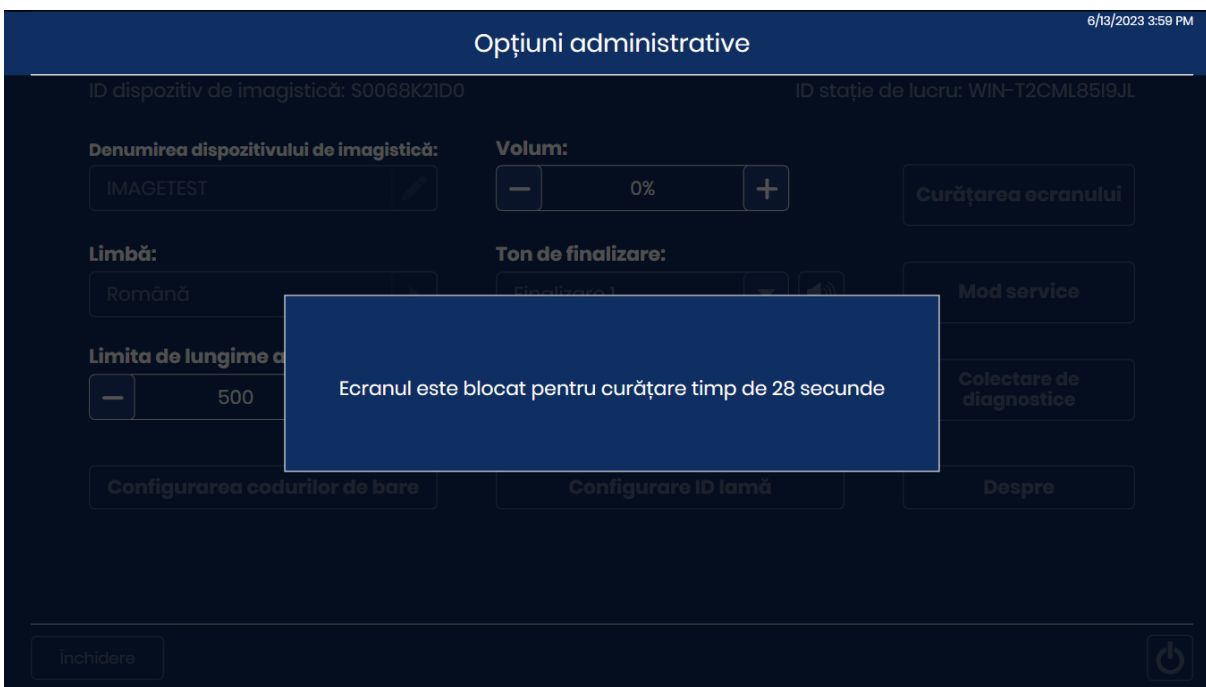 6/13/2023 3:59 PM
Opțiuni administrative
ID dispozitiv de imagistică: S0068K21D0
ID stație de lucru: WIN-T2CML85I9JL
Denumirea dispozitivului de imagistică:
Volum:
IMAGETEST
0%
Curățarea ecranului
Limbă:
Ton de finalizare:
Română
Finalizare 1
Mod service
Limita de lungime a
500
Ecranul este blocat pentru curățare timp de 28 secunde
Colectare de
diagnostice
Configurarea codurilor de bare
Configurare ID lamă
Despre
Închidere